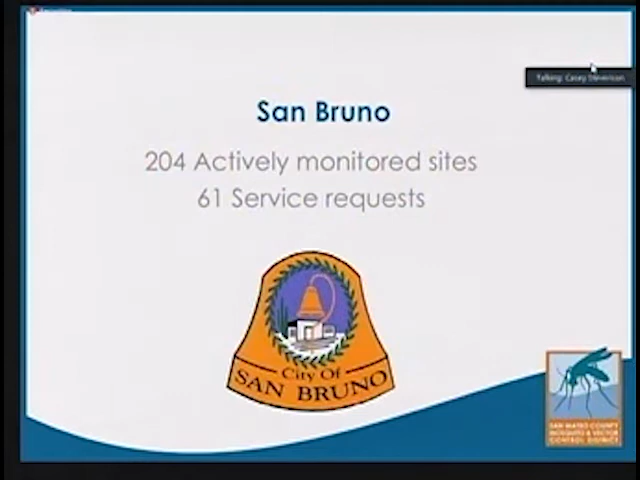 Talking: Casey Stevenson
San Bruno
204 Actively monitored sites
61 Service requests
City Of
SAN BRUNO
SAN MATEO COUNTY
MOSQUITO & VECTOR
CONTROL DISTRICT